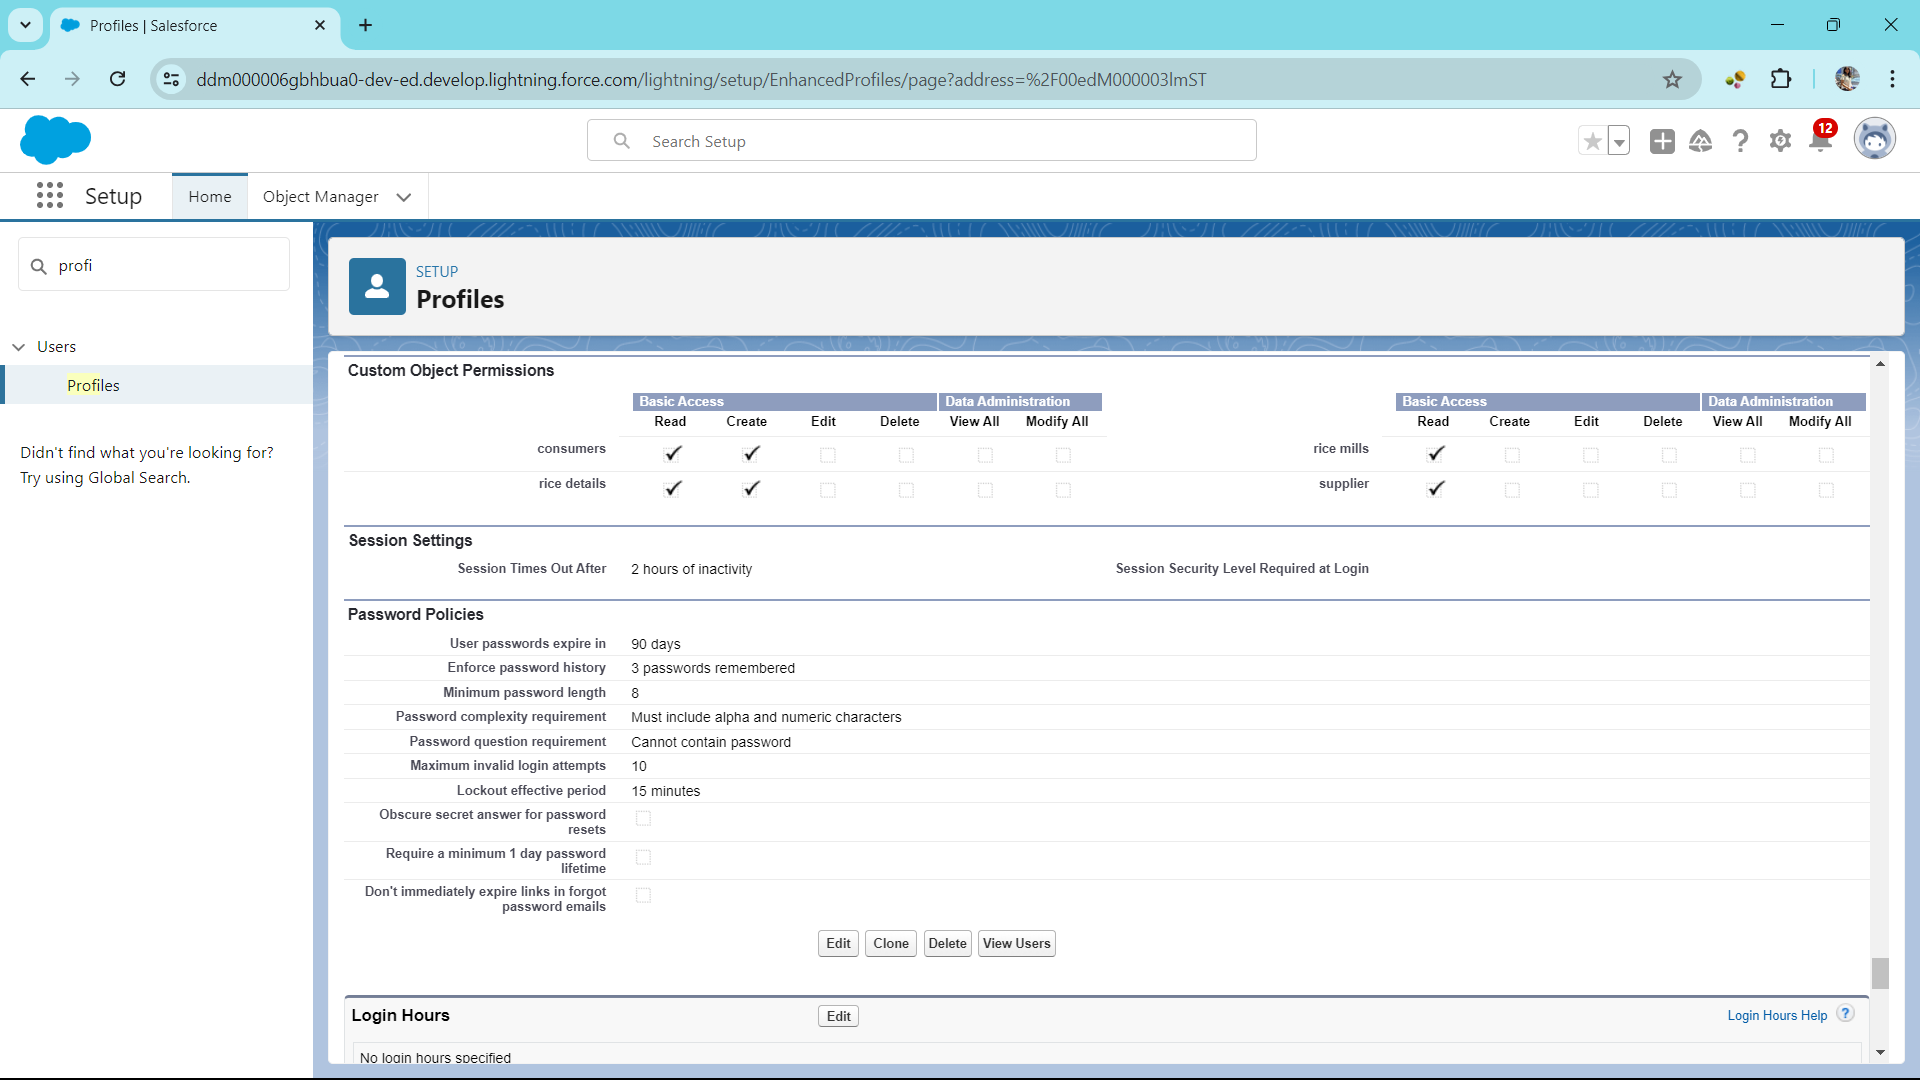 Profiles | Salesforce
ddm000006gbhbua0-dev-ed.develop.lightning.force.com/lightning/setup/EnhancedProfiles/page?address=%2F00edM000003lmST
Search Setup
12
Setup
Home
Object Manager
profi
Users
Profiles
Didn't find what you're looking for?
Try using Global Search.
SETUP
Profiles
Custom Object Permissions
Basic Access Data Administration Basic Access Data Administration
Read Create Edit Delete View All Modify All Read Create Edit Delete View All Modify All
consumers rice mills
rice details supplier
Session Settings
Session Times Out After 2 hours of inactivity Session Security Level Required at Login
Password Policies
User passwords expire in 90 days
Enforce password history 3 passwords remembered
Minimum password length 8
Password complexity requirement Must include alpha and numeric characters
Password question requirement Cannot contain password
Maximum invalid login attempts 10
Lockout effective period 15 minutes
Obscure secret answer for password
resets
Require a minimum 1 day password
lifetime
Don't immediately expire links in forgot
password emails
Edit Clone Delete View Users
Login Hours Edit Login Hours Help ?
No login hours specified